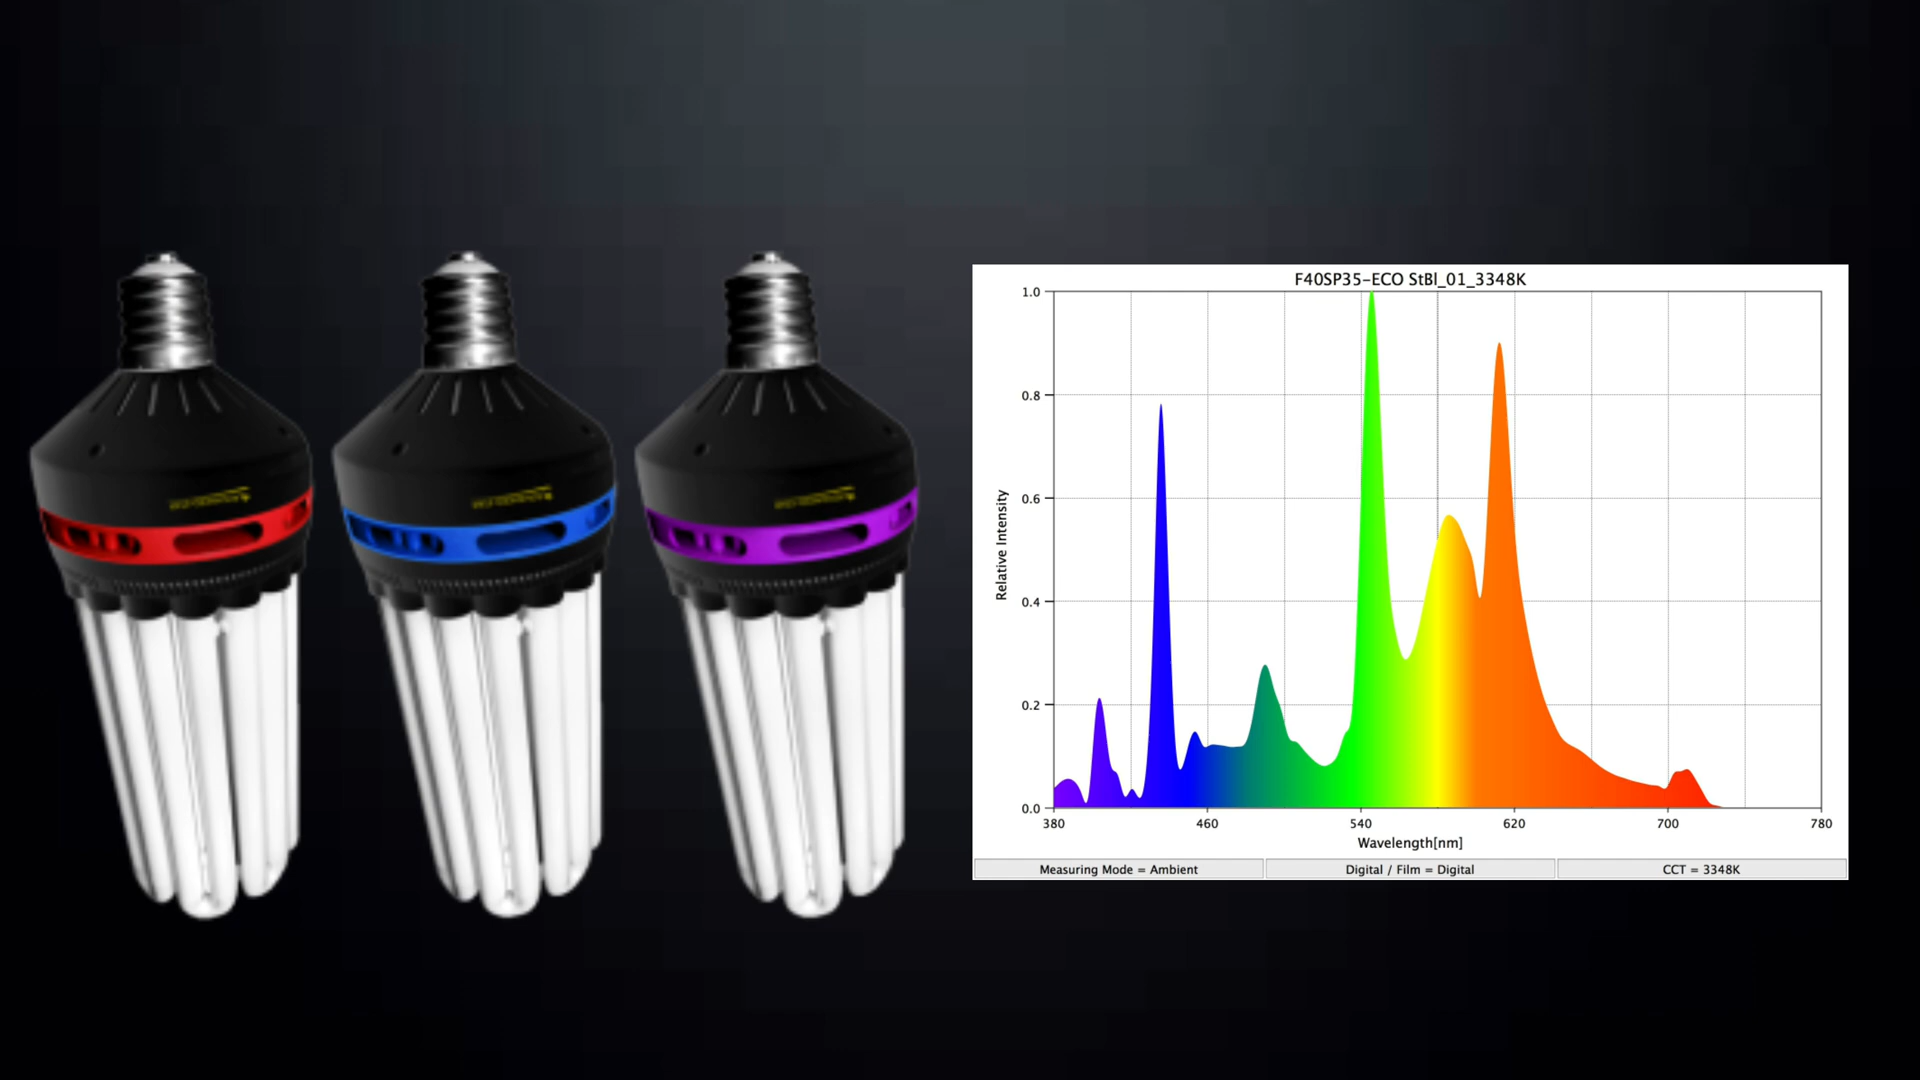 F40SP35-ECO StBl_01_3348K
1.0
0.8
0.6
0.4
0.2
0.0
Relative Intensity
380 460 540 620 700 780
Wavelength[nm]
Measuring Mode = Ambient Digital / Film = Digital CCT = 3348K